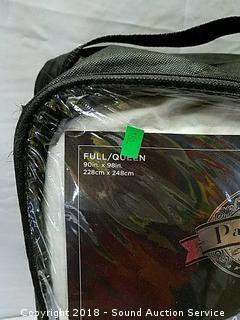 FULL/QUEEN
90in. x 98in.
228cm x 248cm
Pa
Copyright 2018 - Sound Auction Service